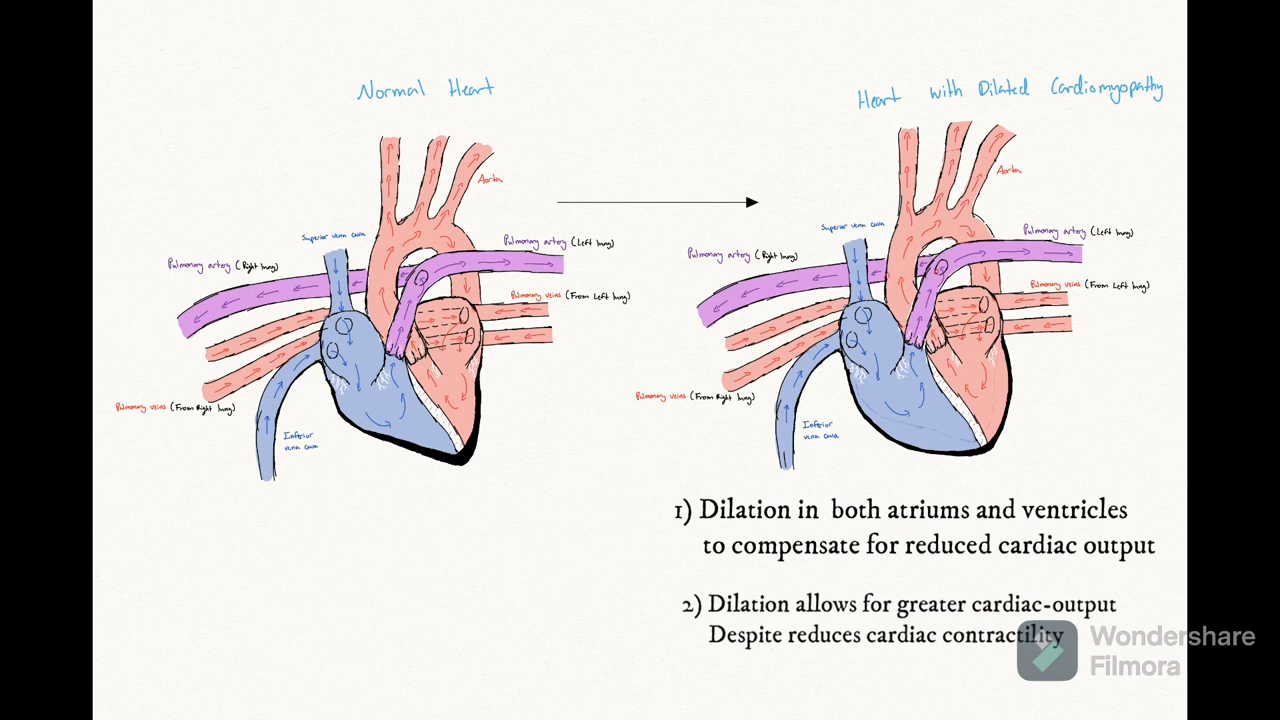 Normal Heart
Heart with Dilated Cardiomyopathy
Aorta
Superior vena cava
Pulmonary artery (Left lung)
Pulmonary artery (Right lung)
Pulmonary veins (From Left lung)
Pulmonary veins (From Right lung)
Inferior
vena cava
Aorta
Superior vena cava
Pulmonary artery (Left lung)
Pulmonary artery (Right lung)
Pulmonary veins (From Left lung)
Pulmonary veins (From Right lung)
Inferior
vena cava
1) Dilation in both atriums and ventricles
to compensate for reduced cardiac output
2) Dilation allows for greater cardiac-output
Despite reduces cardiac contractility
Wondershare
Filmora